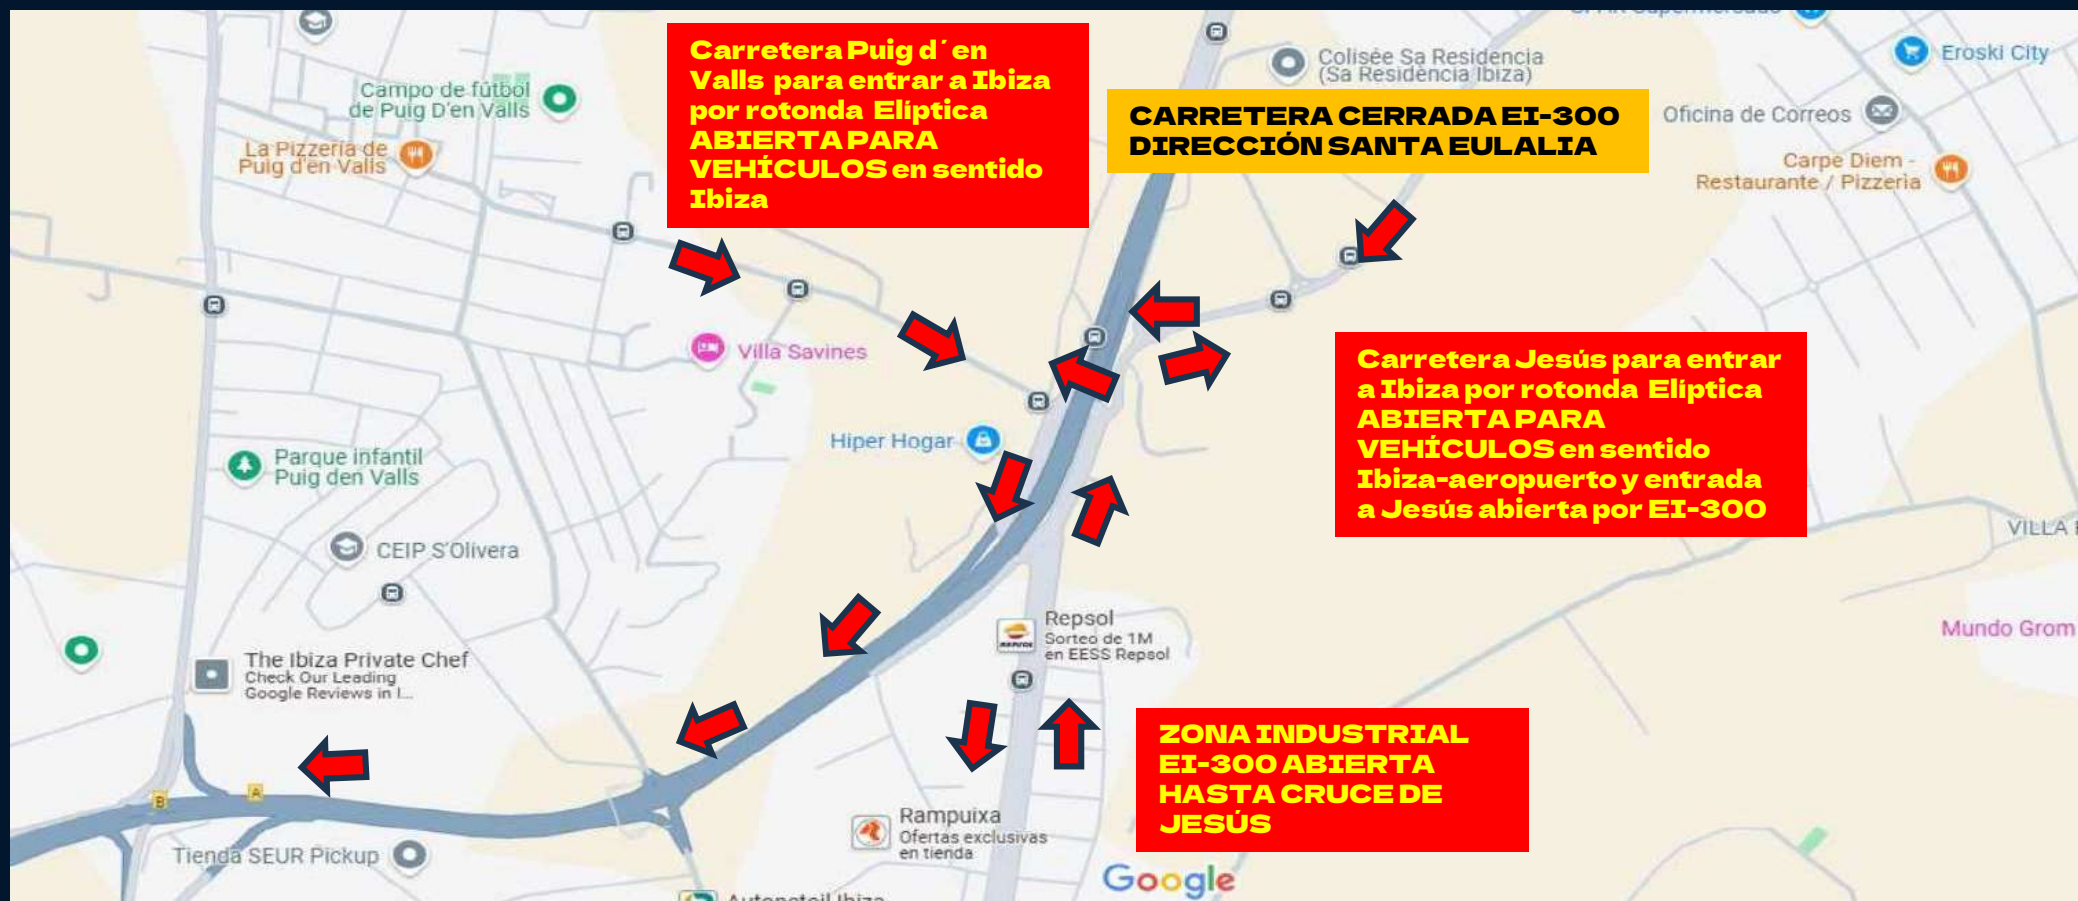 Carretera Puig d´en
Valls para entrar a Ibiza
por rotonda Elíptica
ABIERTA PARA
VEHÍCULOS en sentido
Ibiza
CARRETERA CERRADA EI-300
DIRECCIÓN SANTA EULALIA
Colisée Sa Residencia
(Sa Residència Ibiza)
Eroski City
Oficina de Correos
Carpe Diem -
Restaurante / Pizzeria
Campo de fútbol
de Puig D'en Valls
La Pizzeria de
Puig d'en Valls
Villa Savines
Hiper Hogar
Carretera Jesús para entrar
a Ibiza por rotonda Elíptica
ABIERTA PARA
VEHÍCULOS en sentido
Ibiza-aeropuerto y entrada
a Jesús abierta por EI-300
Parque infantil
Puig den Valls
CEIP S'Olivera
VILLA
Mundo Grom
Repsol
Sorteo de 1M
en EESS Repsol
REPSOL
The Ibiza Private Chef
Check Our Leading
Google Reviews in I...
ZONA INDUSTRIAL
EI-300 ABIERTA
HASTA CRUCE DE
JESÚS
B
A
Rampuixa
Ofertas exclusivas
en tienda
Tienda SEUR Pickup
Google